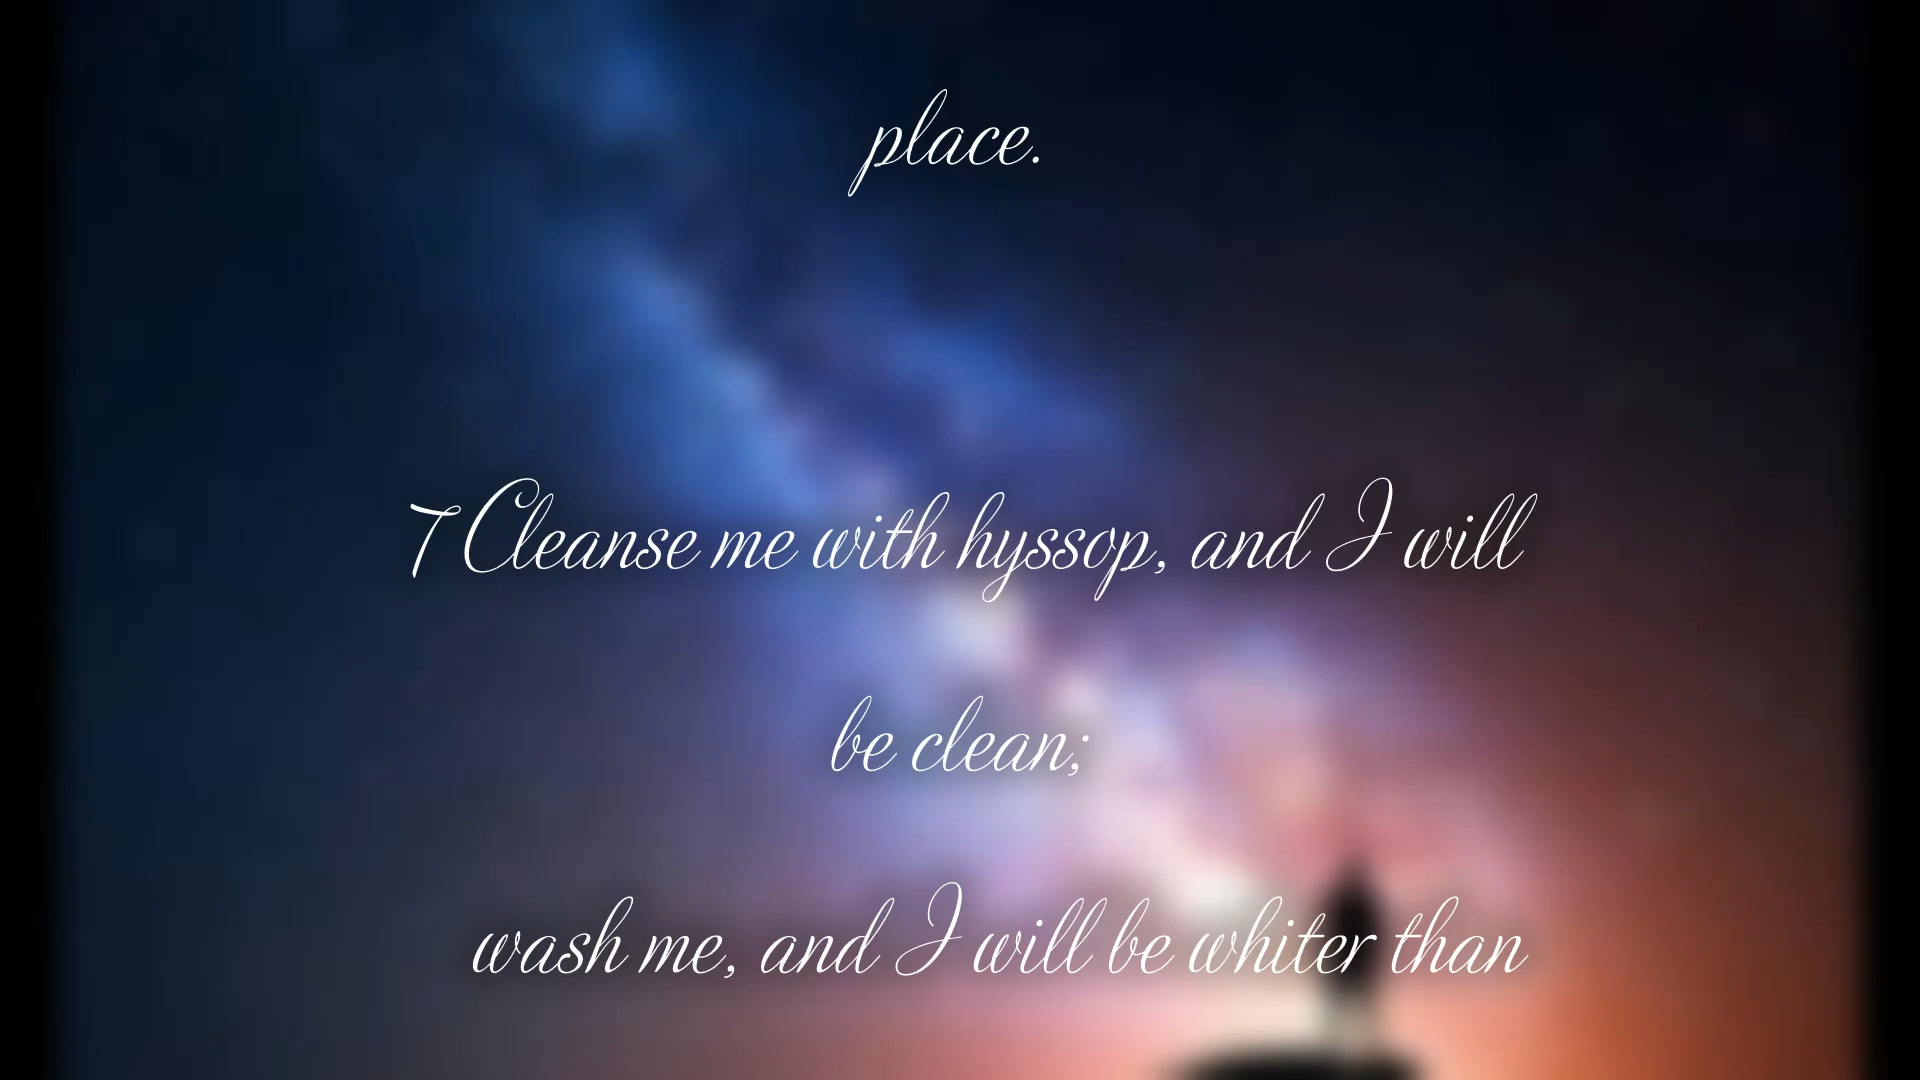 place.
7 Cleanse me with hyssop, and I will
be clean;
wash me, and I will be whiter than